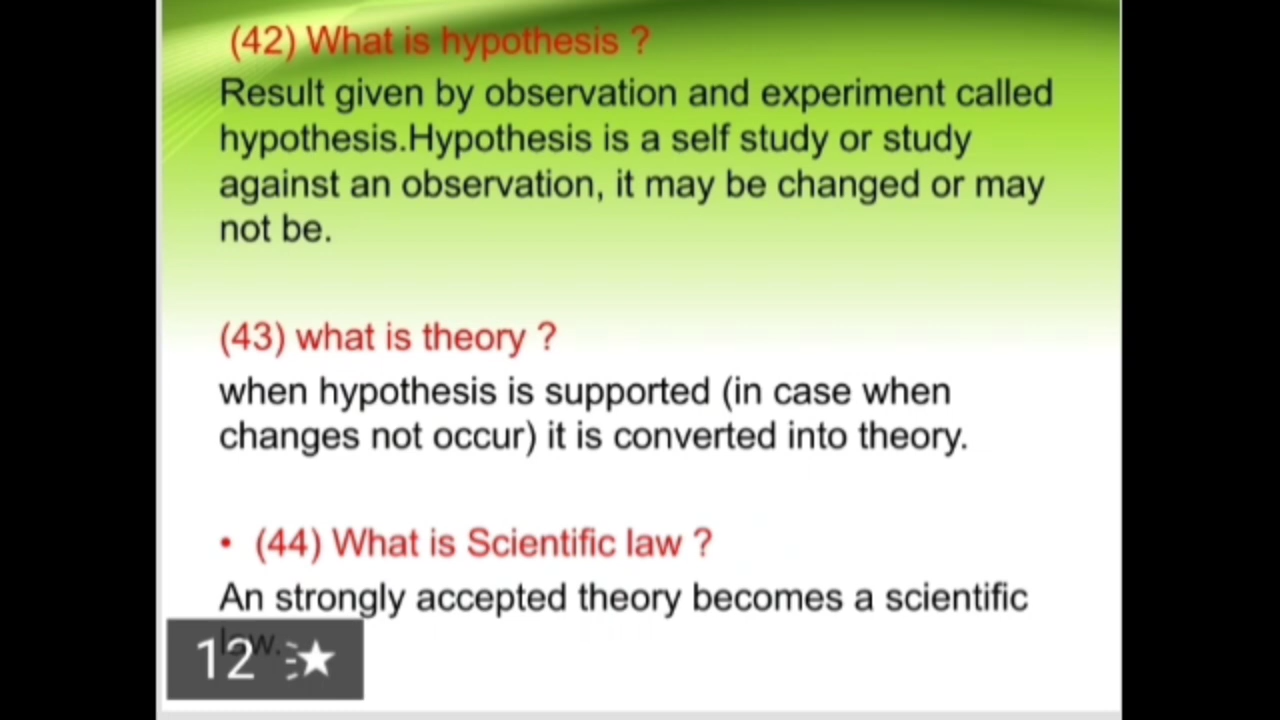 (42) What is hypothesis ?
Result given by observation and experiment called
hypothesis.Hypothesis is a self study or study
against an observation, it may be changed or may
not be.
(43) what is theory ?
when hypothesis is supported (in case when
changes not occur) it is converted into theory.
• (44) What is Scientific law ?
An strongly accepted theory becomes a scientific
law.
12